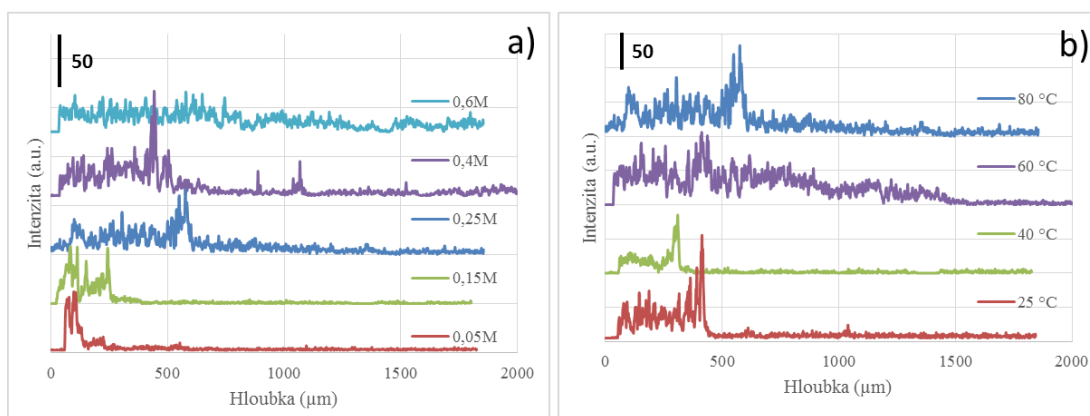 a)
50
0,6M
0,4M
0,25M
0,15M
0,05M
Intenzita (a.u.)
0 500 1000 1500 2000
Hloubka (µm)
b)
50
80 °C
60 °C
40 °C
25 °C
Intenzita (a.u.)
0 500 1000 1500 2000
Hloubka (µm)